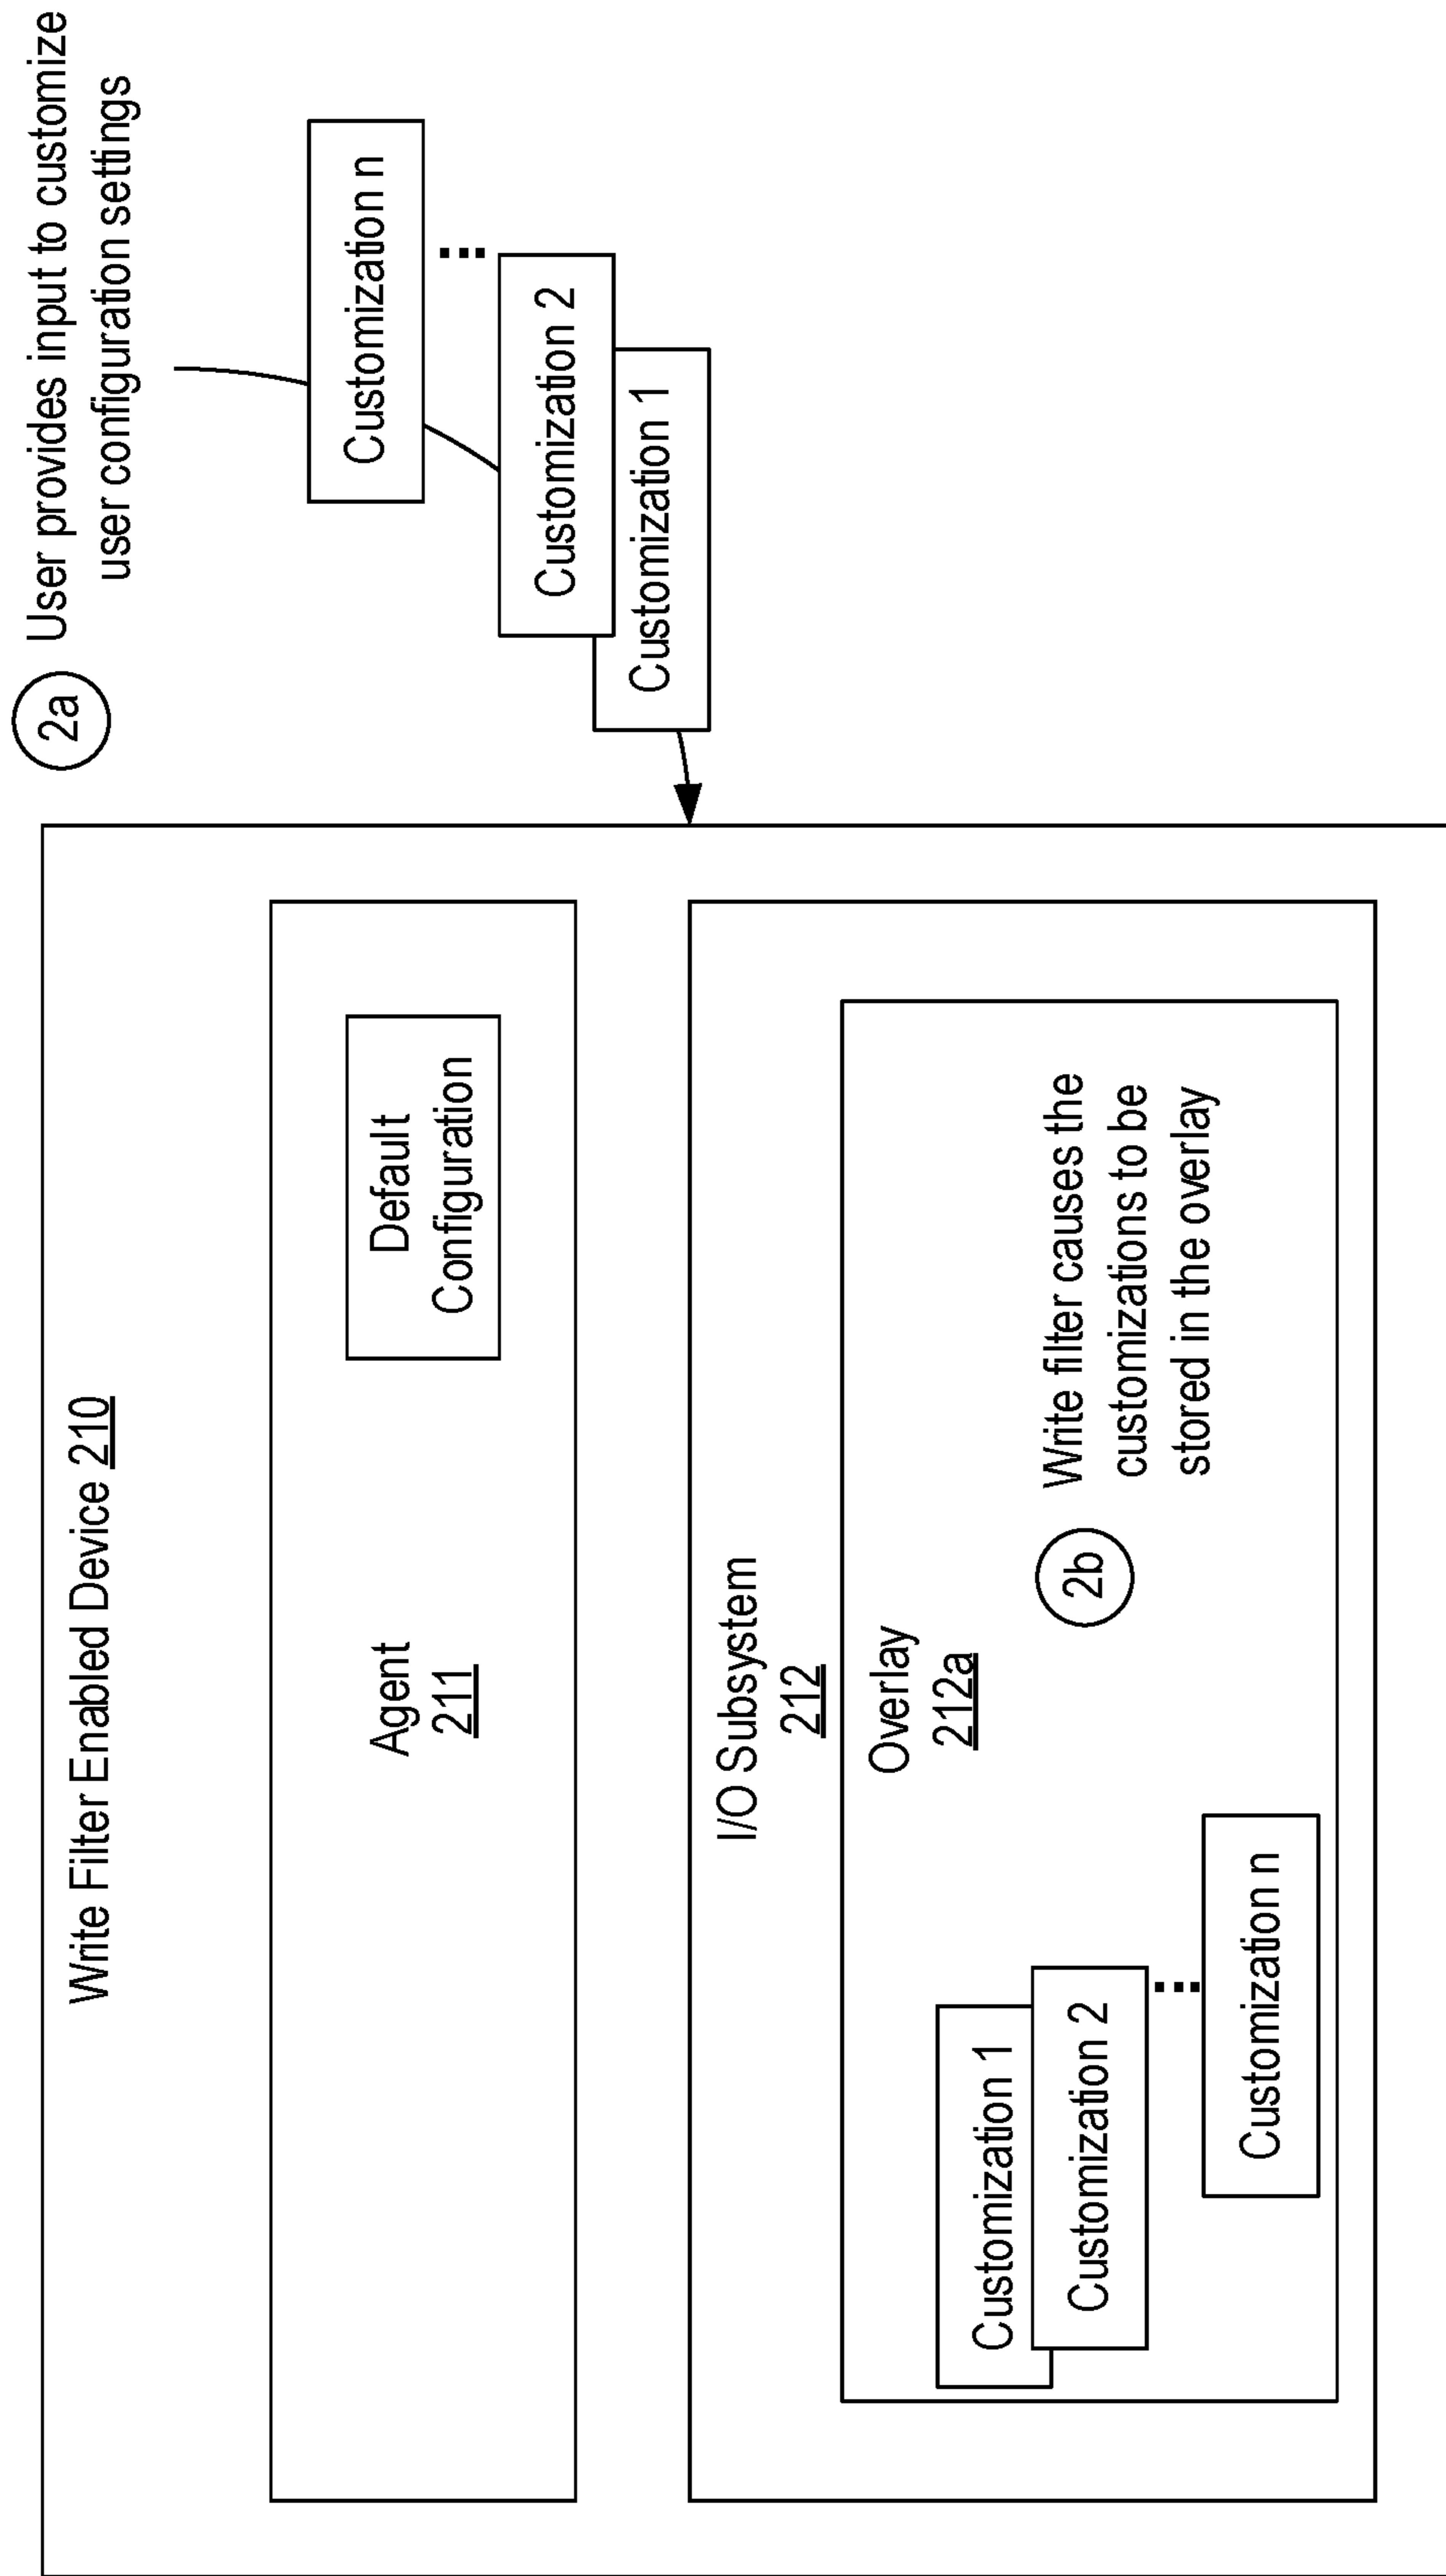 2a
User provides input to customize
user configuration settings
Customization n
Customization 2
Customization 1
Write Filter Enabled Device 210
Agent
211
Default
Configuration
I/O Subsystem
212
Overlay
212a
2b
Write filter causes the
customizations to be
stored in the overlay
Customization 1
Customization 2
Customization n